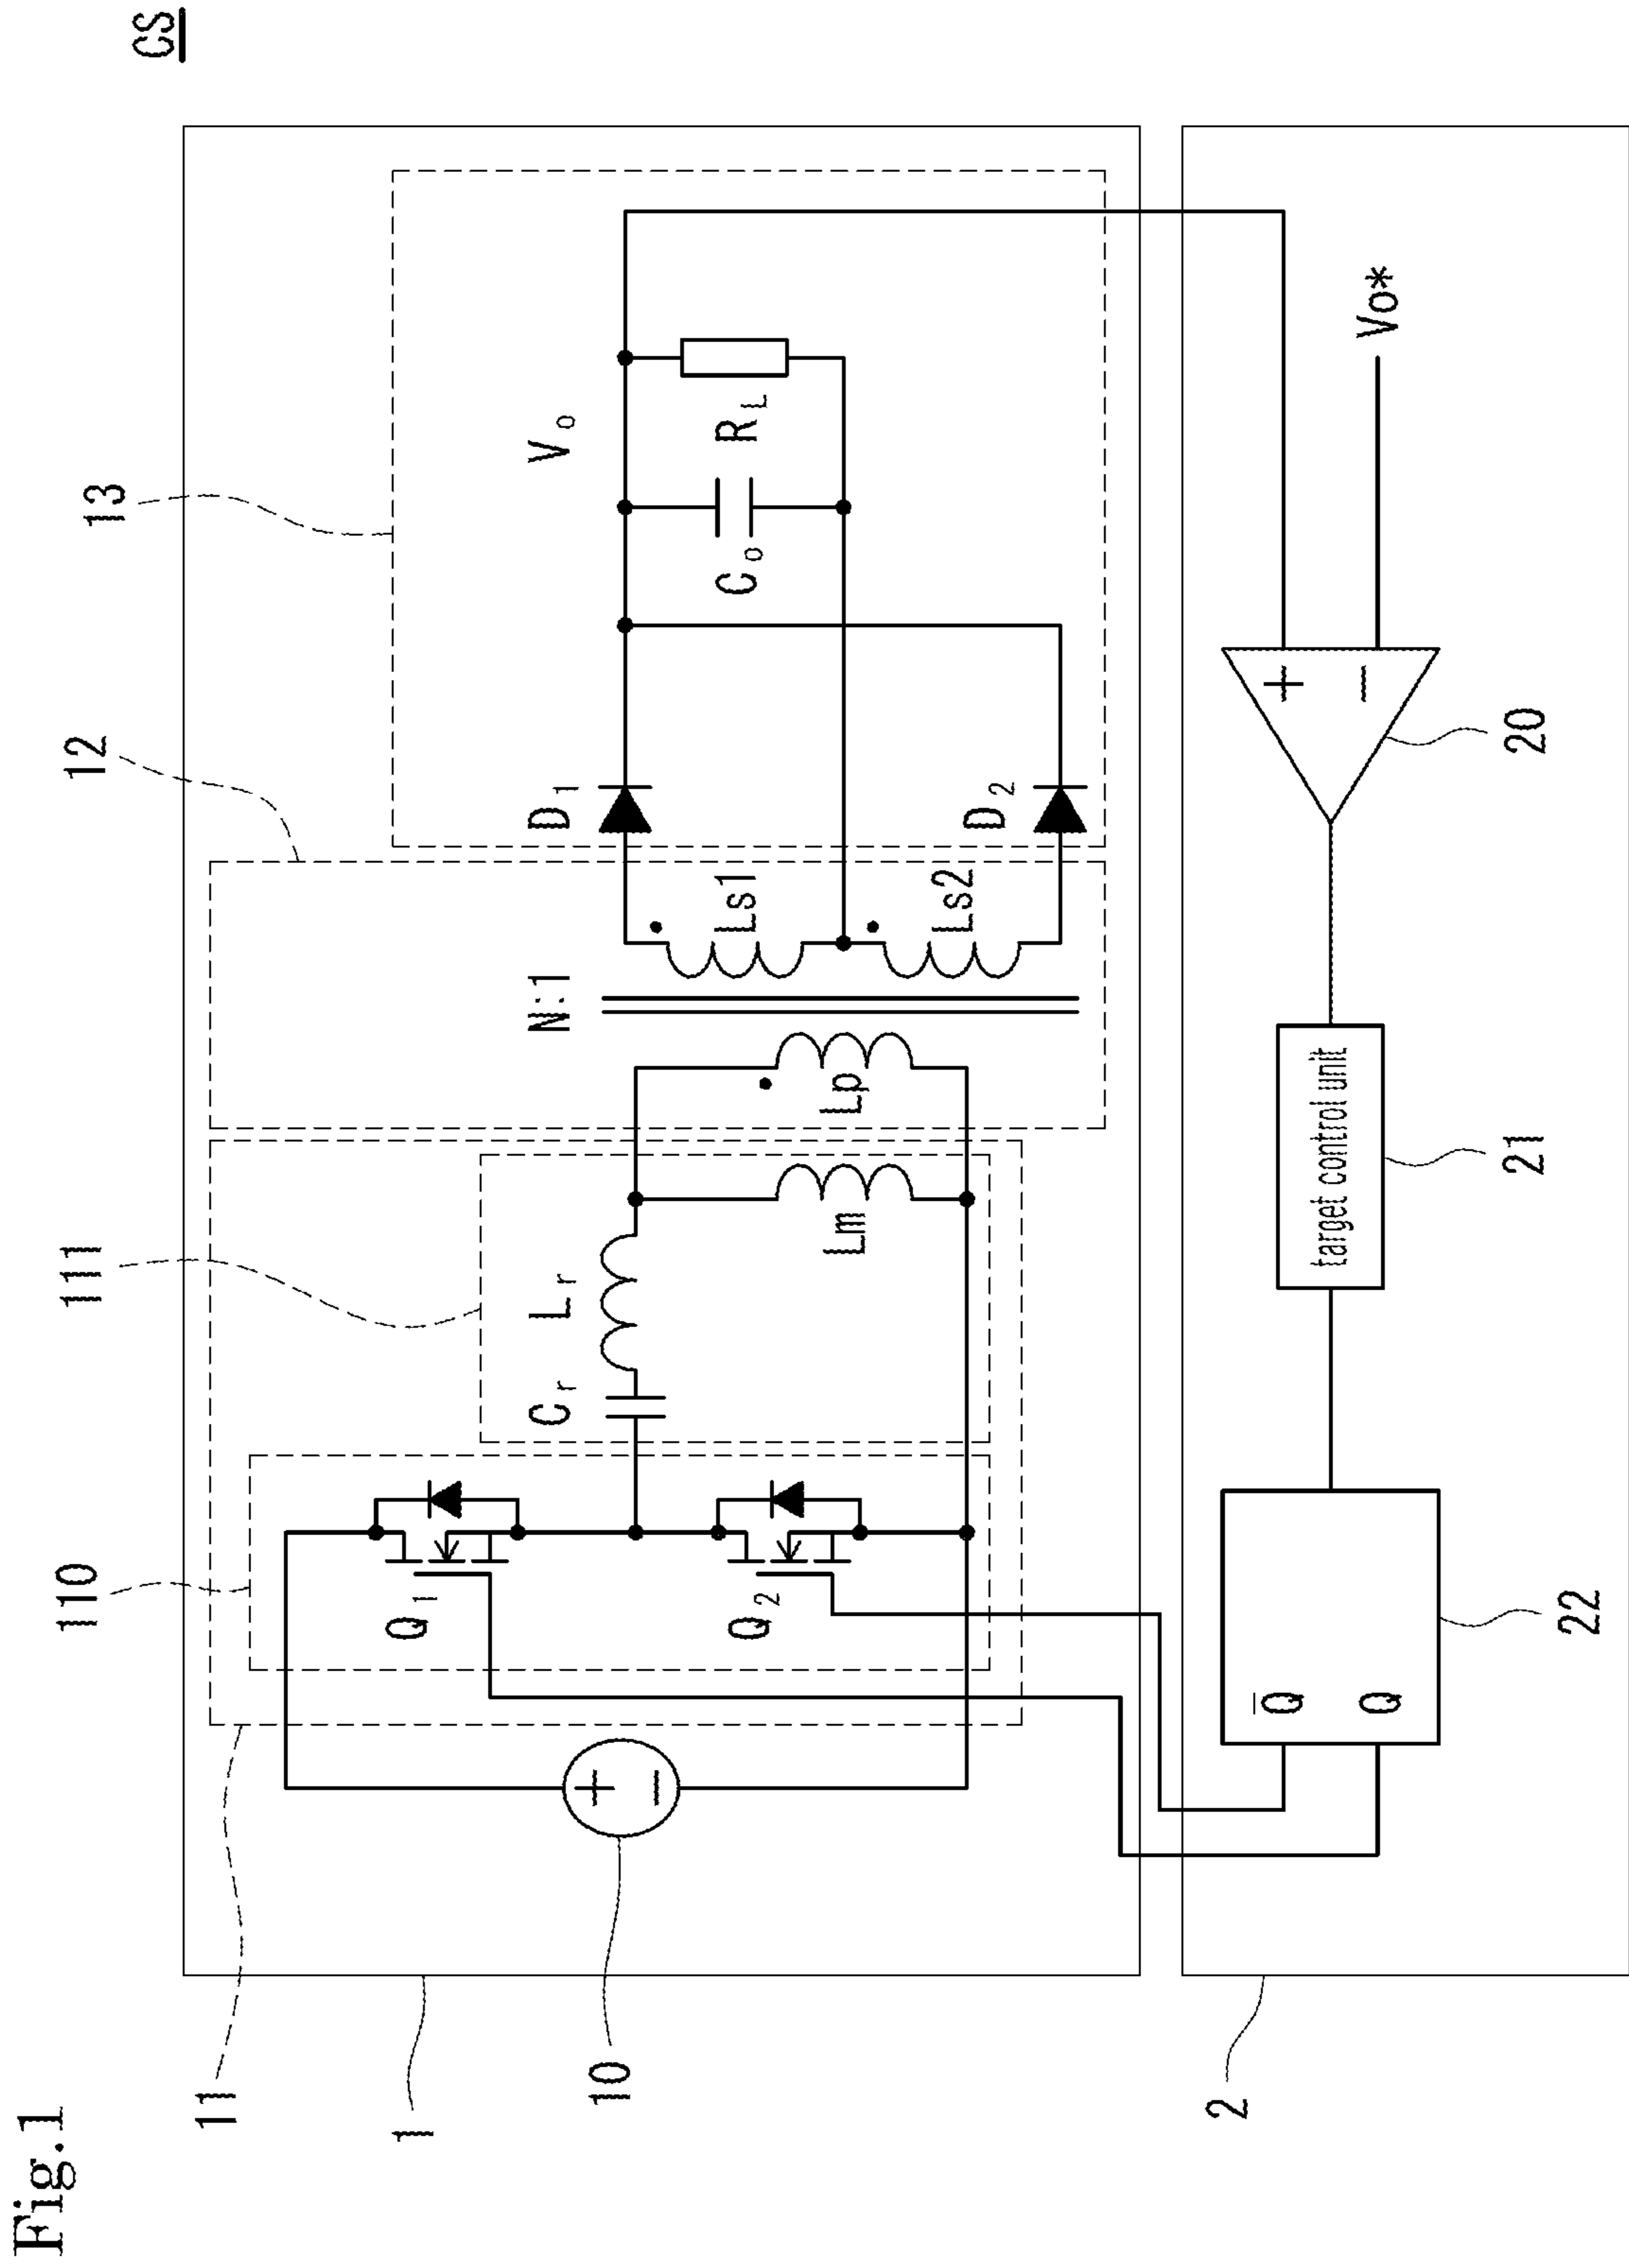 Fig.1
CS
11
110
111
12
13
1
10
Q1
Q2
Cr
Lr
Lm
Lp
N:1
Ls1
Ls2
D1
D2
Vo
Co
RL
+
−
2
Q̅
Q
22
target control unit
21
+
−
20
Vo*